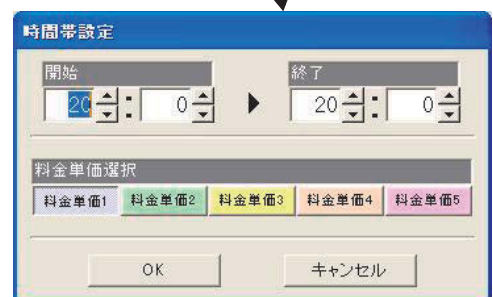 時間帯設定
開始 終了
20 : 0 ▶ 20 : 0
料金単価選択
料金単価1 料金単価2 料金単価3 料金単価4 料金単価5
OK キャンセル